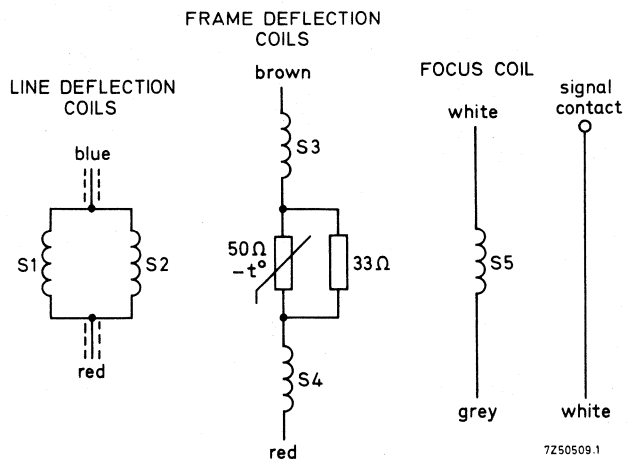 FRAME DEFLECTION
COILS
LINE DEFLECTION
COILS
FOCUS COIL
signal
contact
brown
white
blue
S3
S1
S2
50Ω
-t°
33Ω
S5
red
S4
grey
white
red
7Z50509.1